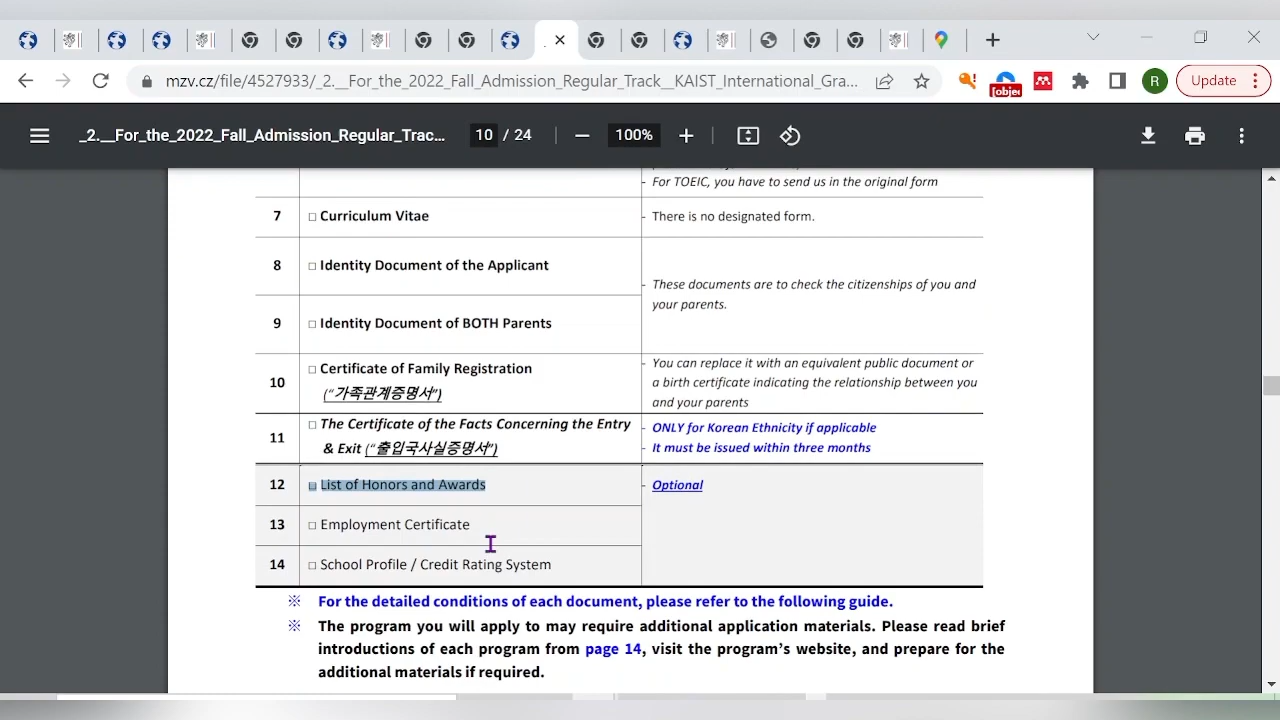 mzv.cz/file/4527933/_2.__For_the_2022_Fall_Admission_Regular_Track__KAIST_International_Gra...
R
Update
[objec
_2.__For_the_2022_Fall_Admission_Regular_Trac...
10 / 24
100%
- For TOEIC, you have to send us in the original form
7 □ Curriculum Vitae - There is no designated form.
8 □ Identity Document of the Applicant
- These documents are to check the citizenships of you and
your parents.
9 □ Identity Document of BOTH Parents
10 □ Certificate of Family Registration
("가족관계증명서")
- You can replace it with an equivalent public document or
a birth certificate indicating the relationship between you
and your parents
11 □ The Certificate of the Facts Concerning the Entry
& Exit ("출입국사실증명서")
- ONLY for Korean Ethnicity if applicable
- It must be issued within three months
12 □ List of Honors and Awards - Optional
13 □ Employment Certificate
14 □ School Profile / Credit Rating System
※ For the detailed conditions of each document, please refer to the following guide.
※ The program you will apply to may require additional application materials. Please read brief
introductions of each program from page 14, visit the program's website, and prepare for the
additional materials if required.